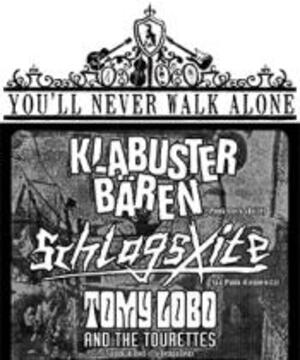 YOU'LL NEVER WALK ALONE
KLABUSTER
BÄREN
SCHLAGSXITE
TOMY LOBO
AND THE TOURETTES